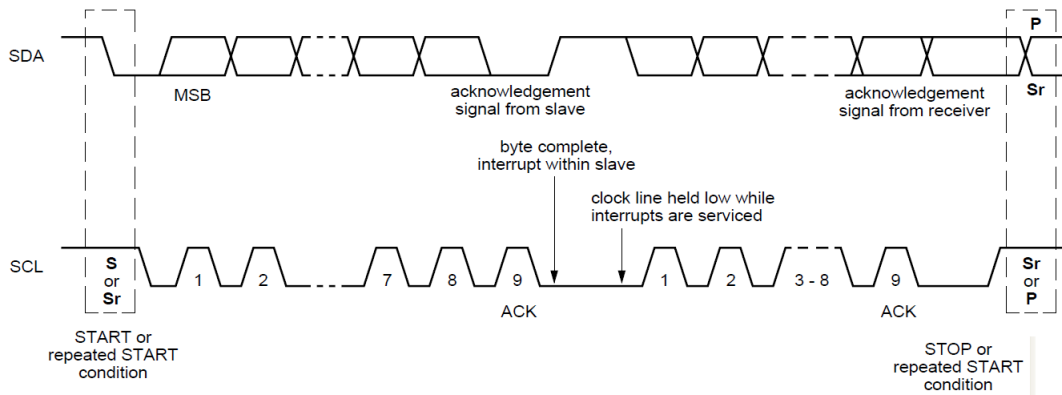 P
SDA
MSB
acknowledgement
signal from slave
acknowledgement
signal from receiver
Sr
byte complete,
interrupt within slave
clock line held low while
interrupts are serviced
SCL
S
or
Sr
1
2
7
8
9
1
2
3 - 8
9
Sr
or
P
ACK
ACK
START or
repeated START
condition
STOP or
repeated START
condition